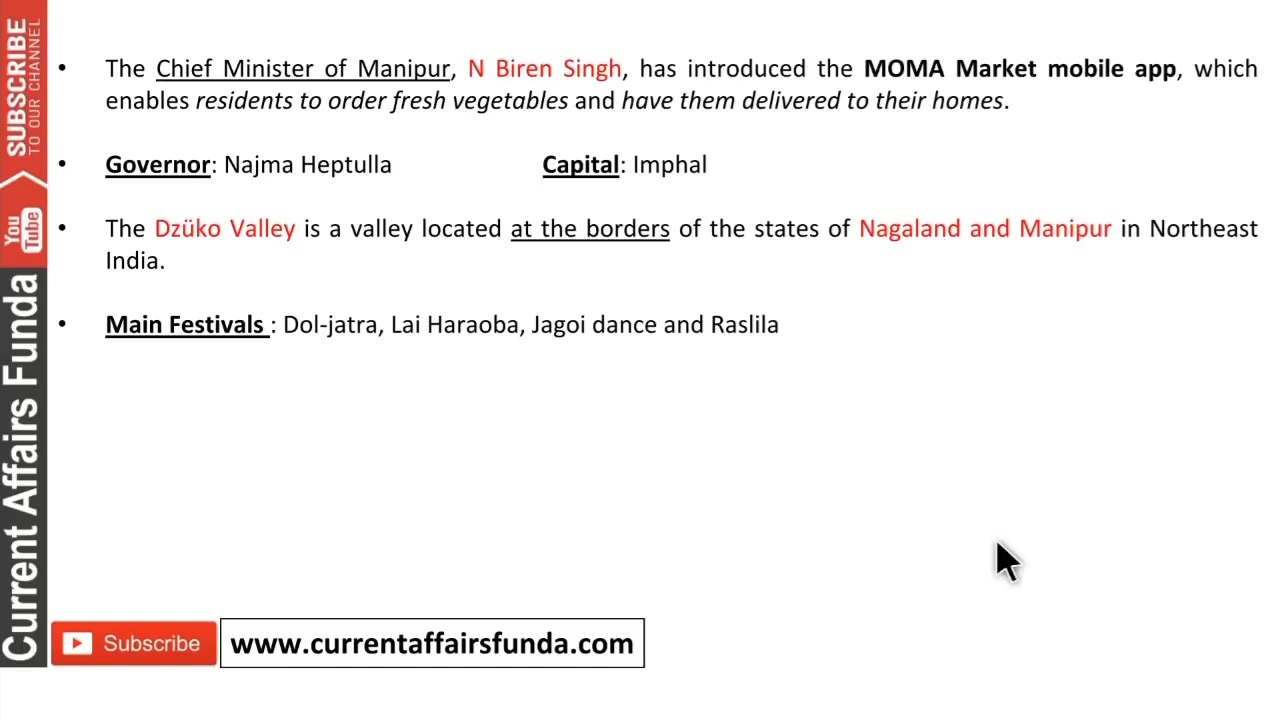 • The Chief Minister of Manipur, N Biren Singh, has introduced the MOMA Market mobile app, which
enables residents to order fresh vegetables and have them delivered to their homes.
• Governor: Najma Heptulla Capital: Imphal
• The Dzüko Valley is a valley located at the borders of the states of Nagaland and Manipur in Northeast
India.
• Main Festivals : Dol-jatra, Lai Haraoba, Jagoi dance and Raslila
SUBSCRIBE
TO OUR CHANNEL
You
Tube
Current Affairs Funda
Subscribe
www.currentaffairsfunda.com